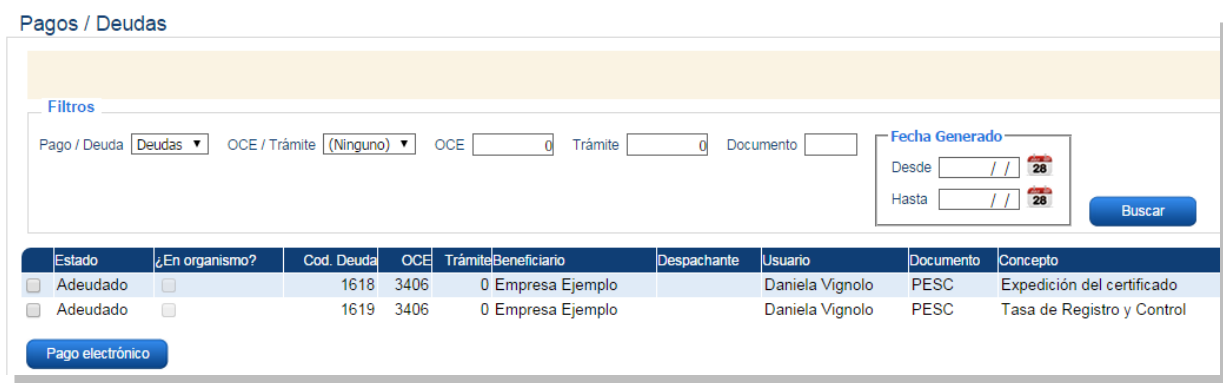 Pagos / Deudas
Filtros
Pago / Deuda Deudas OCE / Trámite (Ninguno) OCE 0 Trámite 0 Documento
Fecha Generado
Desde / / 28
Hasta / / 28
Buscar
Estado ¿En organismo? Cod. Deuda OCE Trámite Beneficiario Despachante Usuario Documento Concepto
Adeudado 1618 3406 0 Empresa Ejemplo Daniela Vignolo PESC Expedición del certificado
Adeudado 1619 3406 0 Empresa Ejemplo Daniela Vignolo PESC Tasa de Registro y Control
Pago electrónico